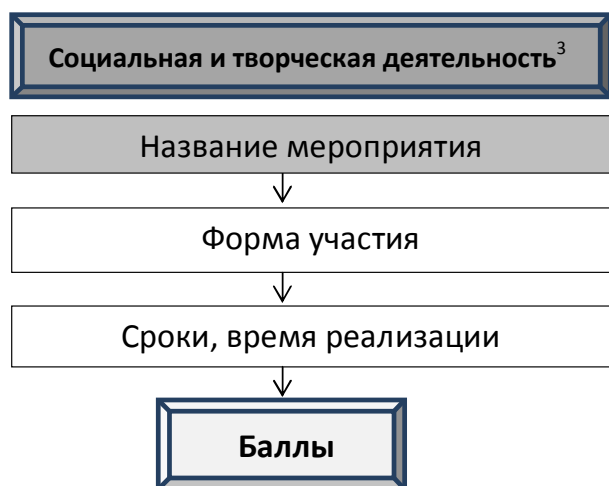 Социальная и творческая деятельность³
Название мероприятия
Форма участия
Сроки, время реализации
Баллы